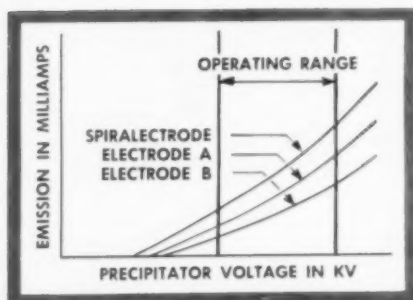 OPERATING RANGE
SPIRALECTRODE
ELECTRODE A
ELECTRODE B
EMISSION IN MILLIAMPS
PRECIPITATOR VOLTAGE IN KV